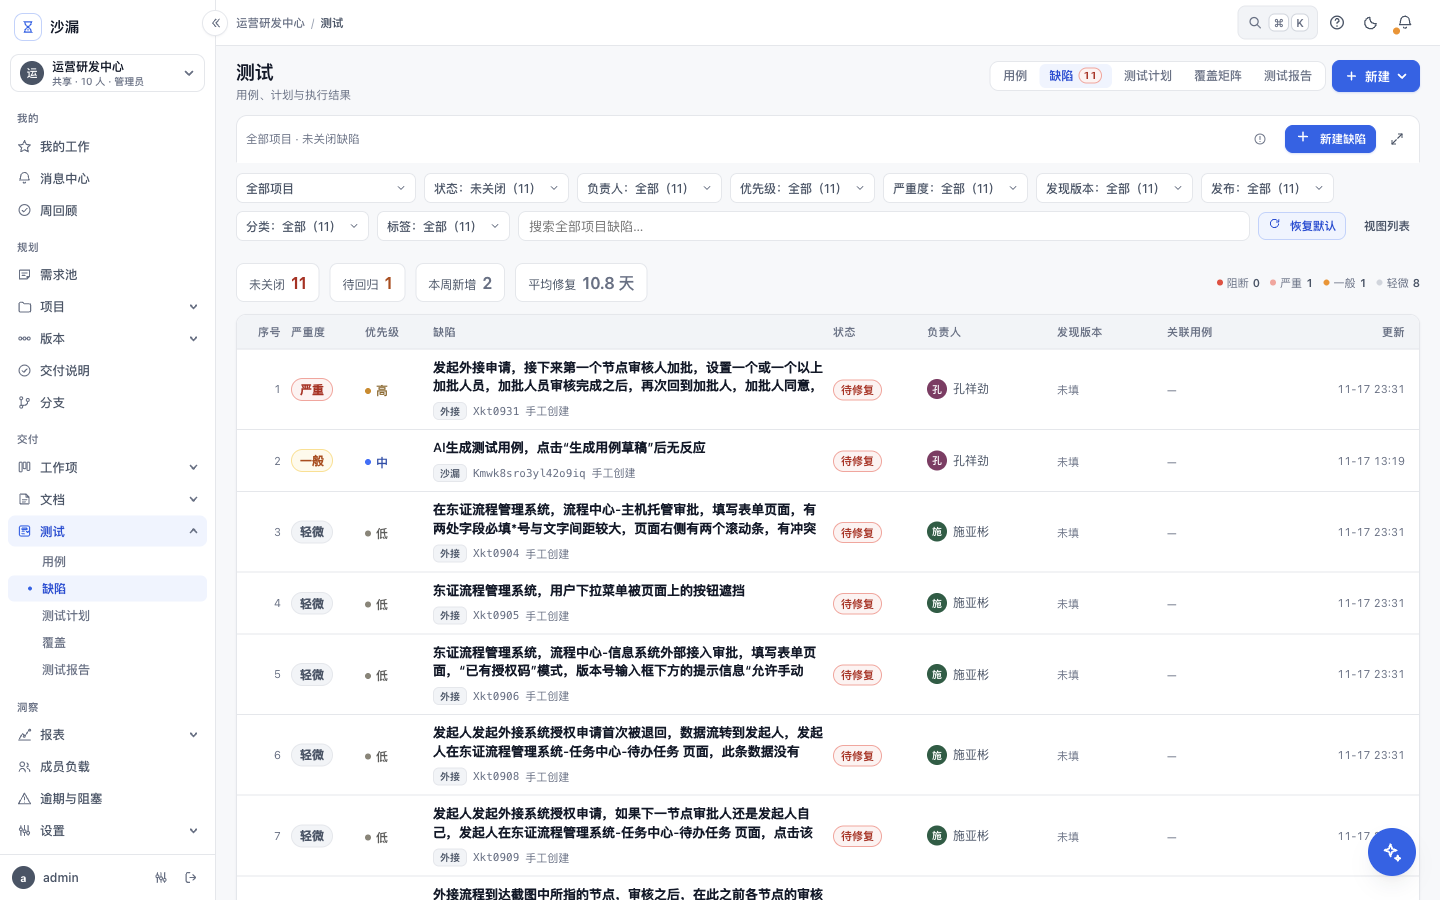 沙漏
运
运营研发中心
共享 · 10 人 · 管理员
我的
我的工作
消息中心
周回顾
规划
需求池
项目
版本
交付说明
分支
交付
工作项
文档
测试
用例
缺陷
测试计划
覆盖
测试报告
洞察
报表
成员负载
逾期与阻塞
设置
a admin
运营研发中心 / 测试
⌘ K
测试
用例、计划与执行结果
用例 缺陷 11 测试计划 覆盖矩阵 测试报告
新建
全部项目 · 未关闭缺陷
新建缺陷
全部项目 状态: 未关闭 (11) 负责人: 全部 (11) 优先级: 全部 (11) 严重度: 全部 (11) 发现版本: 全部 (11) 发布: 全部 (11)
分类: 全部 (11) 标签: 全部 (11) 搜索全部项目缺陷... 恢复默认 视图列表
未关闭 11 待回归 1 本周新增 2 平均修复 10.8 天
阻断 0 严重 1 一般 1 轻微 8
序号 严重度 优先级 缺陷 状态 负责人 发现版本 关联用例 更新
1 严重 高 发起外接申请，接下来第一个节点审核人加批，设置一个或一个以上
加批人员，加批人员审核完成之后，再次回到加批人，加批人同意，
外接 Xkt0931 手工创建
待修复 孔 孔祥劲 未填 — 11-17 23:31
2 一般 中 AI生成测试用例，点击“生成用例草稿”后无反应
沙漏 Kmwk8sro3yl42o9iq 手工创建
待修复 孔 孔祥劲 未填 — 11-17 13:19
3 轻微 低 在东证流程管理系统，流程中心-主机托管审批，填写表单页面，有
两处字段必填*号与文字间距较大，页面右侧有两个滚动条，有冲突
外接 Xkt0904 手工创建
待修复 施 施亚彬 未填 — 11-17 23:31
4 轻微 低 东证流程管理系统，用户下拉菜单被页面上的按钮遮挡
外接 Xkt0905 手工创建
待修复 施 施亚彬 未填 — 11-17 23:31
5 轻微 低 东证流程管理系统，流程中心-信息系统外部接入审批，填写表单页
面，“已有授权码”模式，版本号输入框下方的提示信息“允许手动
外接 Xkt0906 手工创建
待修复 施 施亚彬 未填 — 11-17 23:31
6 轻微 低 发起人发起外接系统授权申请首次被退回，数据流转到发起人，发起
人在东证流程管理系统-任务中心-待办任务 页面，此条数据没有
外接 Xkt0908 手工创建
待修复 施 施亚彬 未填 — 11-17 23:31
7 轻微 低 发起人发起外接系统授权申请，如果下一节点审批人还是发起人自
己，发起人在东证流程管理系统-任务中心-待办任务 页面，点击该
外接 Xkt0909 手工创建
待修复 施 施亚彬 未填 — 11-17
外接流程到达截图中所指的节点，审核之后，在此之前各节点的审核